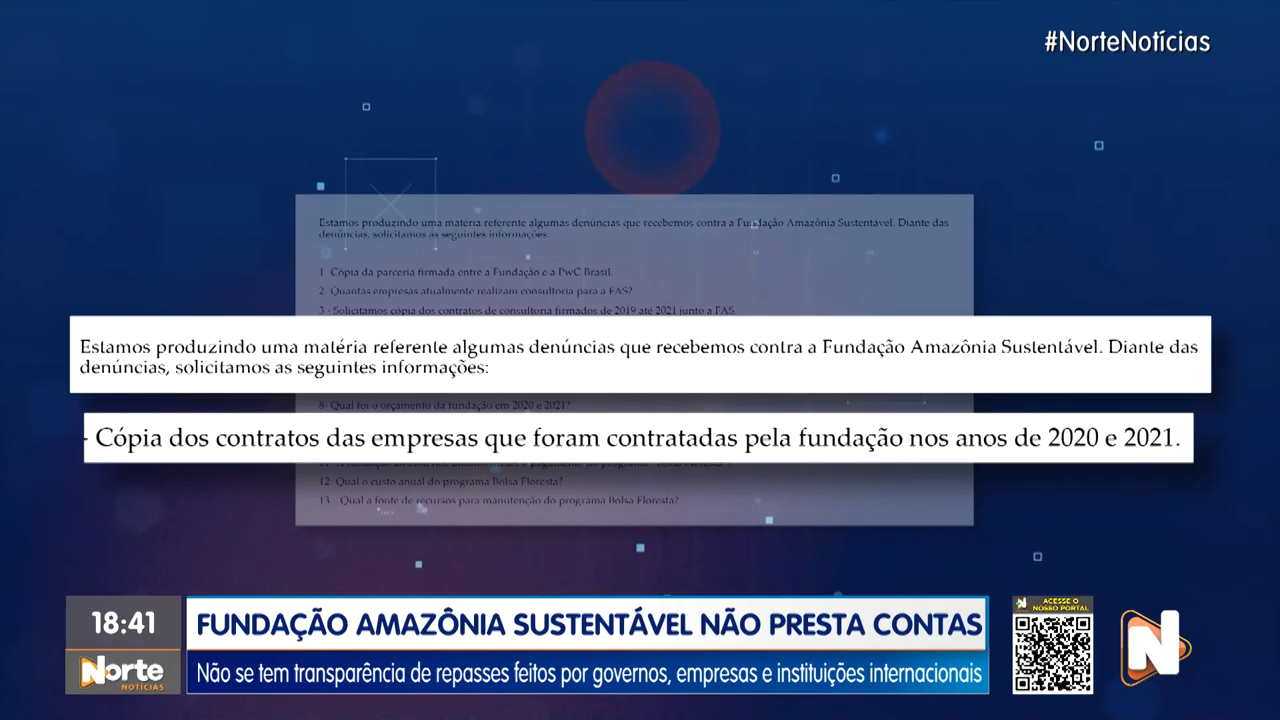 #NorteNotícias
Estamos produzindo uma matéria referente algumas denúncias que recebemos contra a Fundação Amazônia Sustentável. Diante das
denúncias, solicitamos as seguintes informações:
1 Cópia da parceria firmada entre a Fundação e a PwC Brasil.
2 Quantas empresas atualmente realizam consultoria para a FAS?
3 - Solicitamos cópia dos contratos de consultoria firmados de 2019 até 2021 junto a FAS.
Estamos produzindo uma matéria referente algumas denúncias que recebemos contra a Fundação Amazônia Sustentável. Diante das
denúncias, solicitamos as seguintes informações:
8- Qual foi o orçamento da fundação em 2020 e 2021?
- Cópia dos contratos das empresas que foram contratadas pela fundação nos anos de 2020 e 2021.
12 Qual o custo anual do programa Bolsa Floresta?
13 - Qual a fonte de recursos para manutenção do programa Bolsa Floresta?
18:41
FUNDAÇÃO AMAZÔNIA SUSTENTÁVEL NÃO PRESTA CONTAS
Norte
NOTÍCIAS
Não se tem transparência de repasses feitos por governos, empresas e instituições internacionais
ACESSE O
NOSSO PORTAL
N